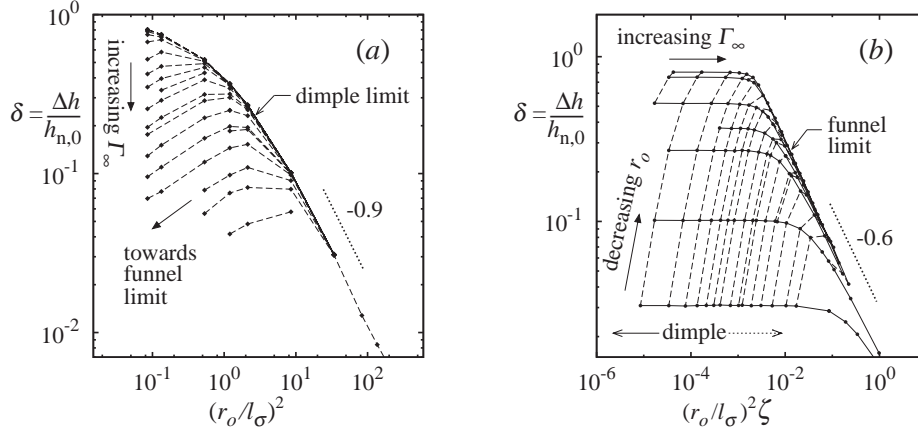 (a)
10^0
increasing Γ∞
δ = Δh / h_{n,0}
dimple limit
10^{-1}
-0.9
towards
funnel
limit
10^{-2}
10^{-1} 10^0 10^1 10^2
(r_o/l_σ)^2
increasing Γ∞
(b)
10^0
δ = Δh / h_{n,0}
funnel
limit
decreasing r_o
10^{-1}
-0.6
dimple
10^{-6} 10^{-4} 10^{-2} 10^0
(r_o/l_σ)^2 ζ